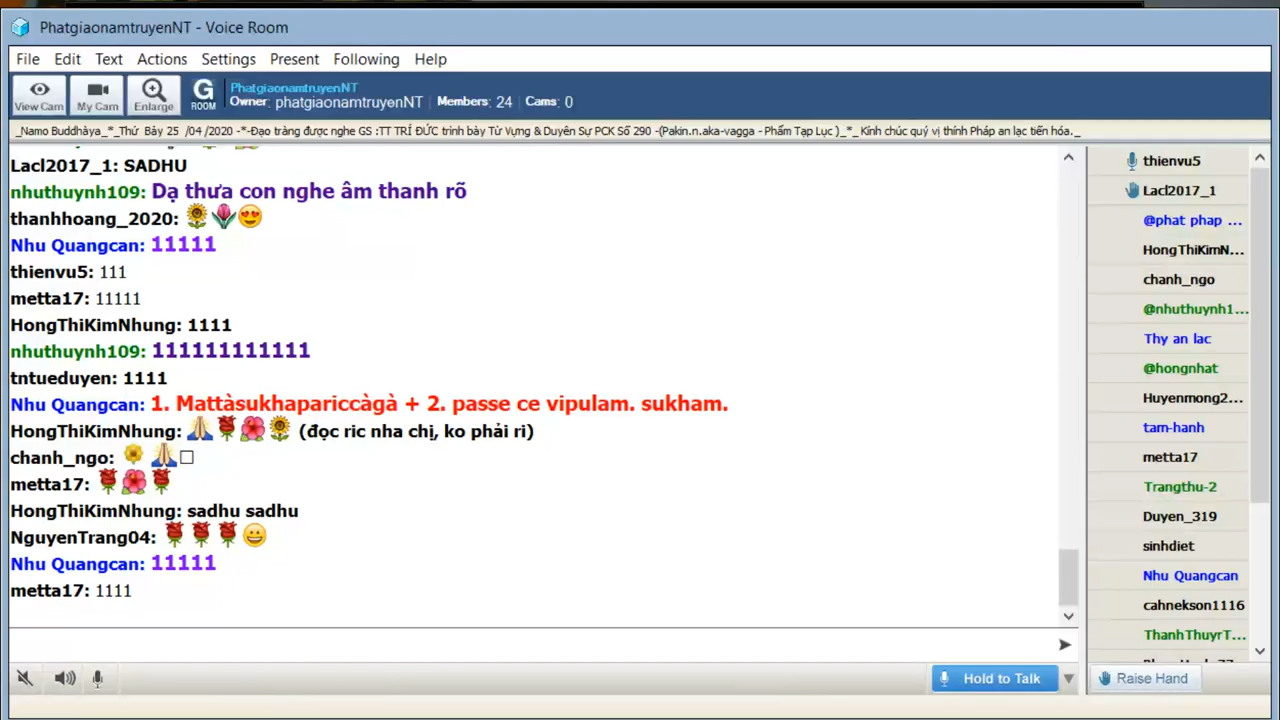 PhatgiaonamtruyenNT - Voice Room
File Edit Text Actions Settings Present Following Help
View Cam My Cam Enlarge G ROOM
PhatgiaonamtruyenNT
Owner: phatgiaonamtruyenNT Members: 24 Cams: 0
_Namo Buddhàya_*_Thứ Bảy 25 /04 /2020 -*-Đạo tràng được nghe GS :TT TRÍ ĐỨC trình bày Từ Vựng & Duyên Sự PCK Số 290 -(Pakin.n.aka-vagga - Phẩm Tạp Lục )_*_ Kính chúc quý vị thính Pháp an lạc tiến hóa._
Lacl2017_1: SADHU
nhuthuynh109: Dạ thưa con nghe âm thanh rõ
thanhhoang_2020: 🌻🌷😍
Nhu Quangcan: 11111
thienvu5: 111
metta17: 11111
HongThiKimNhung: 1111
nhuthuynh109: 111111111111
tntueduyen: 1111
Nhu Quangcan: 1. Mattàsukhapariccàgà + 2. passe ce vipulam. sukham.
HongThiKimNhung: 🙏🌹🌺🌻 (đọc ric nha chị, ko phải ri)
chanh_ngo: 🌼🙏□
metta17: 🌹🌺🌹
HongThiKimNhung: sadhu sadhu
NguyenTrang04: 🌹🌹🌹😀
Nhu Quangcan: 11111
metta17: 1111
thienvu5
Lacl2017_1
@phat phap ...
HongThiKimN...
chanh_ngo
@nhuthuynh1...
Thy an lac
@hongnhat
Huyenmong2...
tam-hanh
metta17
Trangthu-2
Duyen_319
sinhdiet
Nhu Quangcan
cahnekson1116
ThanhThuyrT...
Hold to Talk
Raise Hand